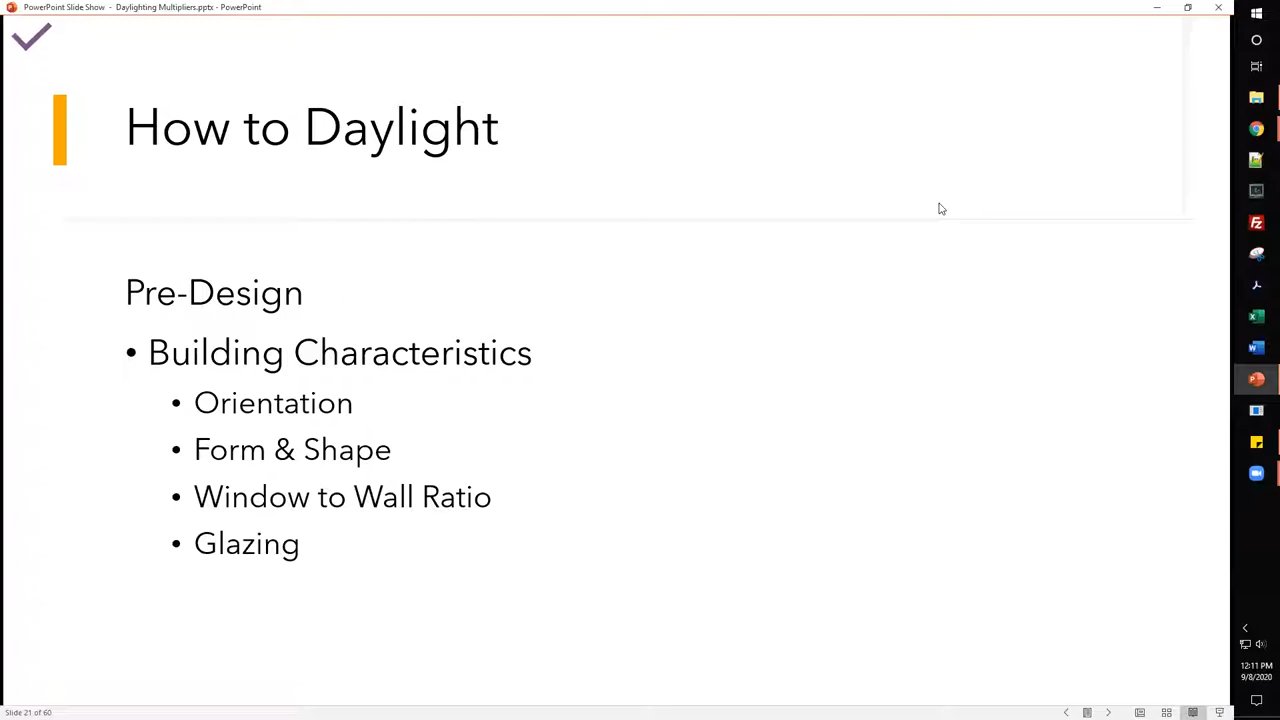 PowerPoint Slide Show - Daylighting Multipliers.pptx - PowerPoint
How to Daylight
Pre-Design
• Building Characteristics
• Orientation
• Form & Shape
• Window to Wall Ratio
• Glazing
12:11 PM
9/8/2020
Slide 21 of 60